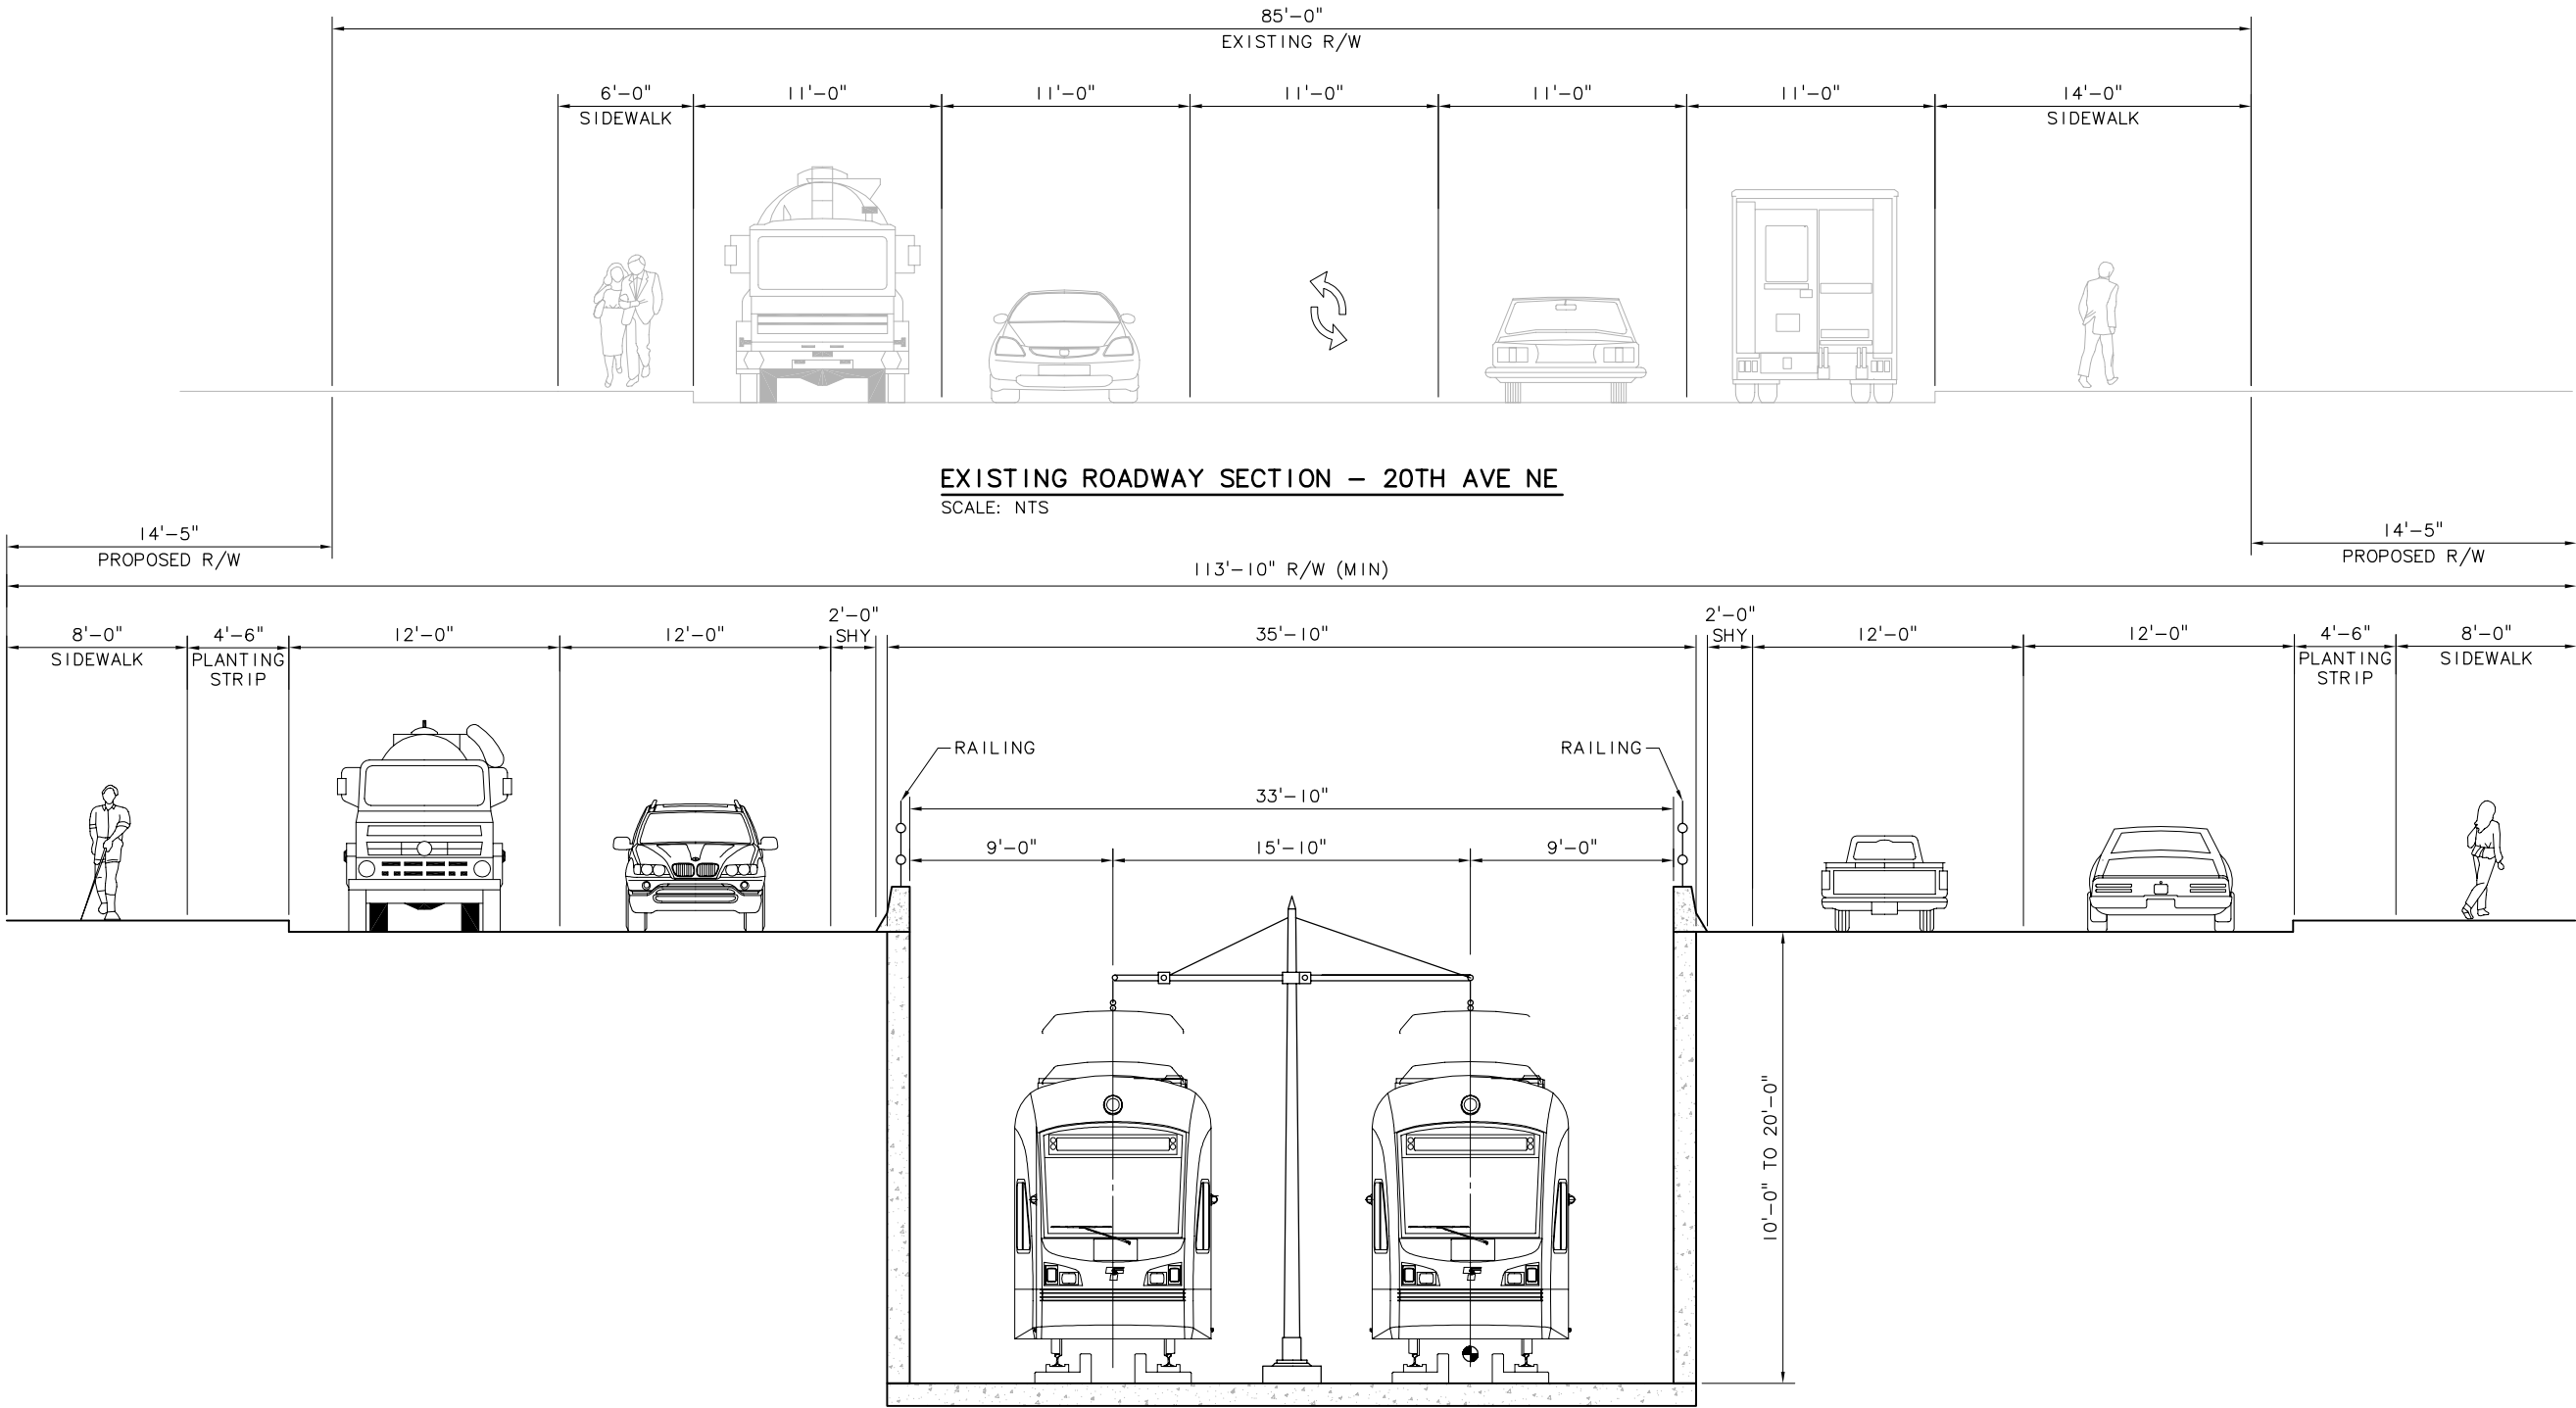 85'-0"
EXISTING R/W
6'-0"
SIDEWALK
11'-0"
11'-0"
11'-0"
11'-0"
11'-0"
14'-0"
SIDEWALK
EXISTING ROADWAY SECTION - 20TH AVE NE
SCALE: NTS
14'-5"
PROPOSED R/W
14'-5"
PROPOSED R/W
113'-10" R/W (MIN)
8'-0"
SIDEWALK
4'-6"
PLANTING
STRIP
12'-0"
12'-0"
2'-0"
SHY
35'-10"
2'-0"
SHY
12'-0"
12'-0"
4'-6"
PLANTING
STRIP
8'-0"
SIDEWALK
RAILING
RAILING
33'-10"
9'-0"
15'-10"
9'-0"
10'-0" TO 20'-0"